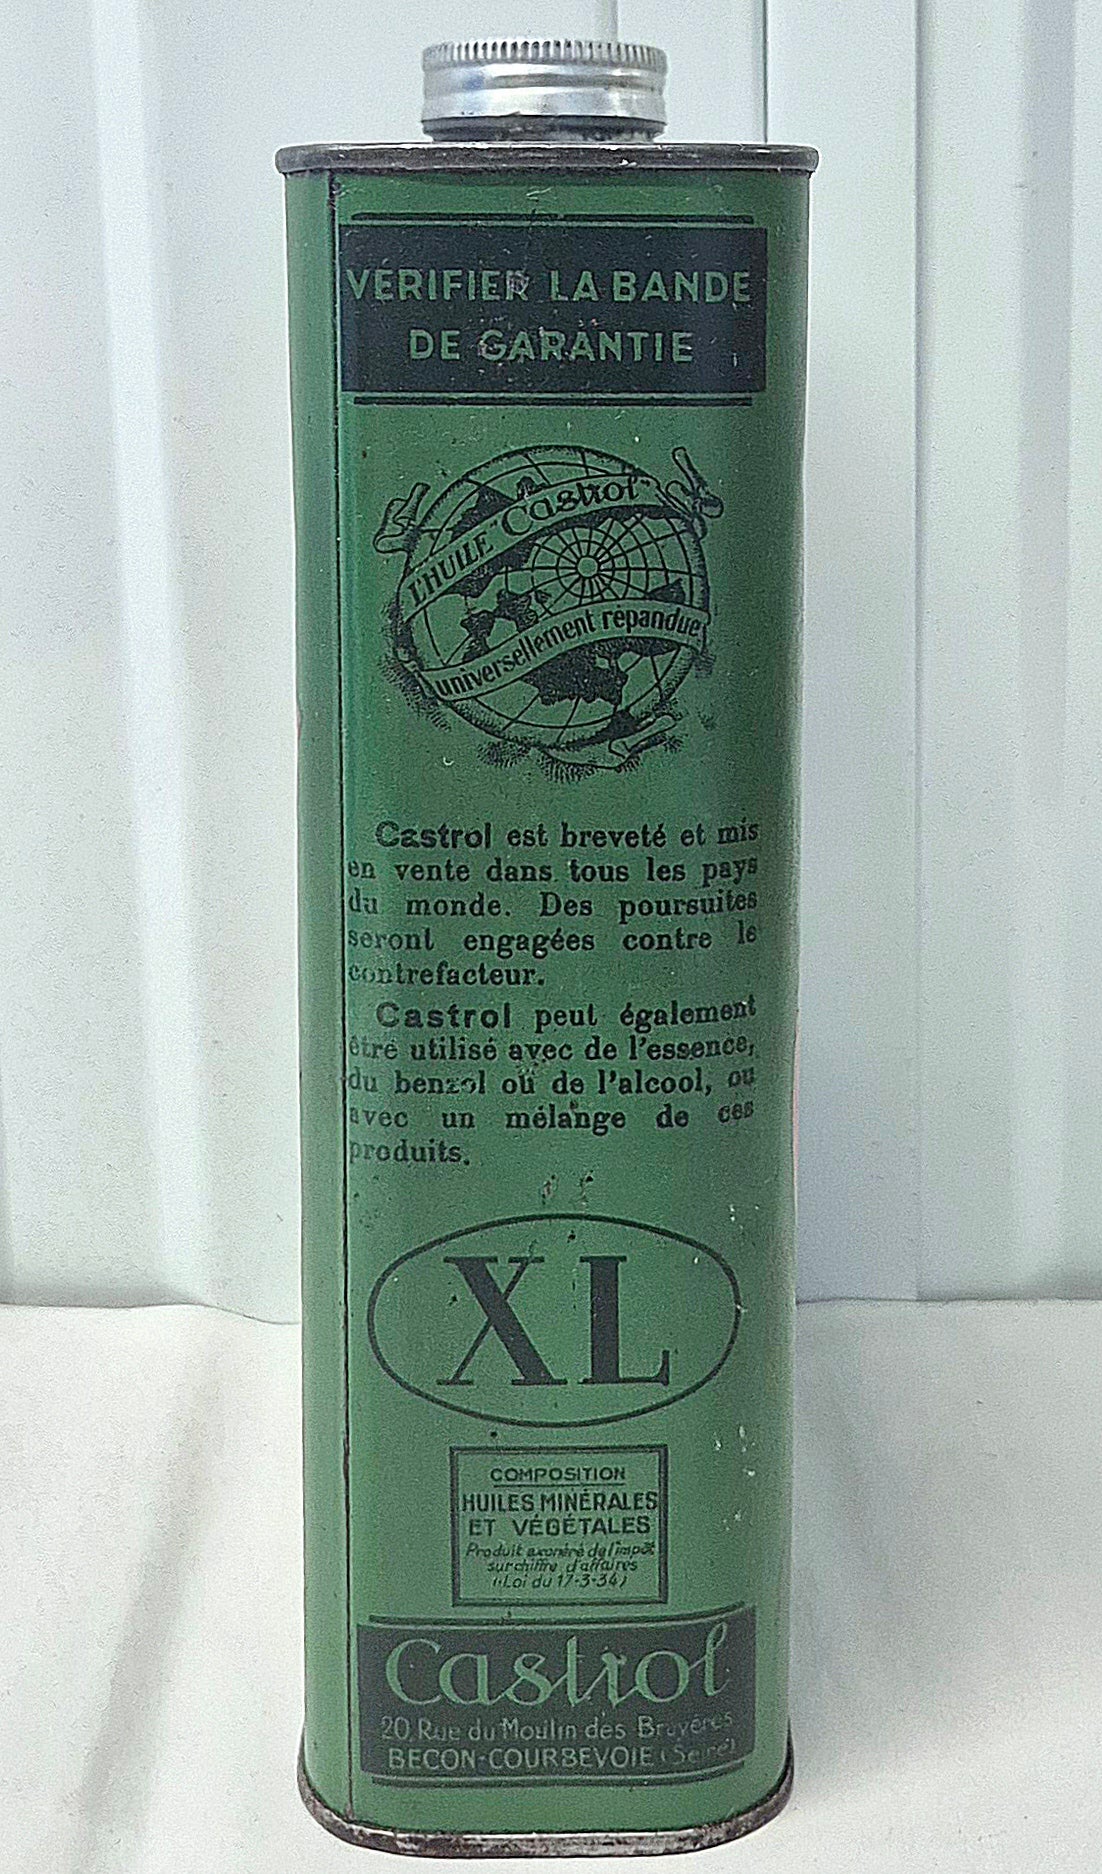 VÉRIFIER LA BANDE
DE GARANTIE
L'HUILE "Castrol"
universellement répandue
Castrol est breveté et mis
en vente dans tous les pays
du monde. Des poursuites
seront engagées contre le
contrefacteur.
Castrol peut également
être utilisé avec de l'essence,
du benzol ou de l'alcool, ou
avec un mélange de ces
produits.
XL
COMPOSITION
HUILES MINÉRALES
ET VÉGÉTALES
Produit exonéré de l'impôt
sur chiffre d'affaires
(Loi du 17-3-34)
Castrol
20, Rue du Moulin des Bruyères
BECON-COURBEVOIE (Seine)